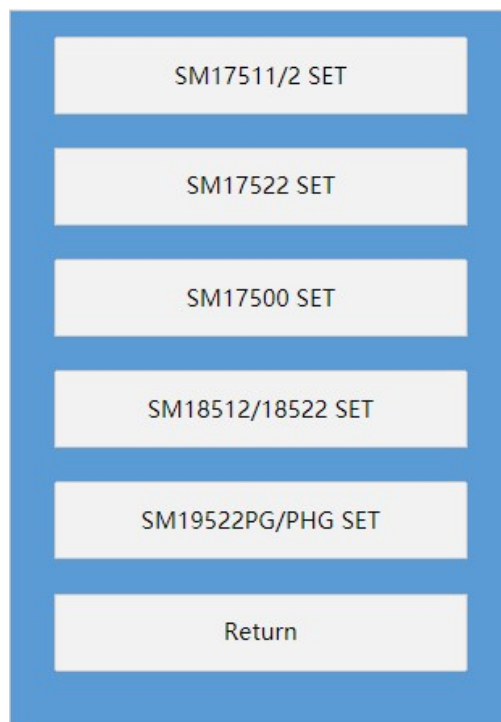 SM17511/2 SET
SM17522 SET
SM17500 SET
SM18512/18522 SET
SM19522PG/PHG SET
Return